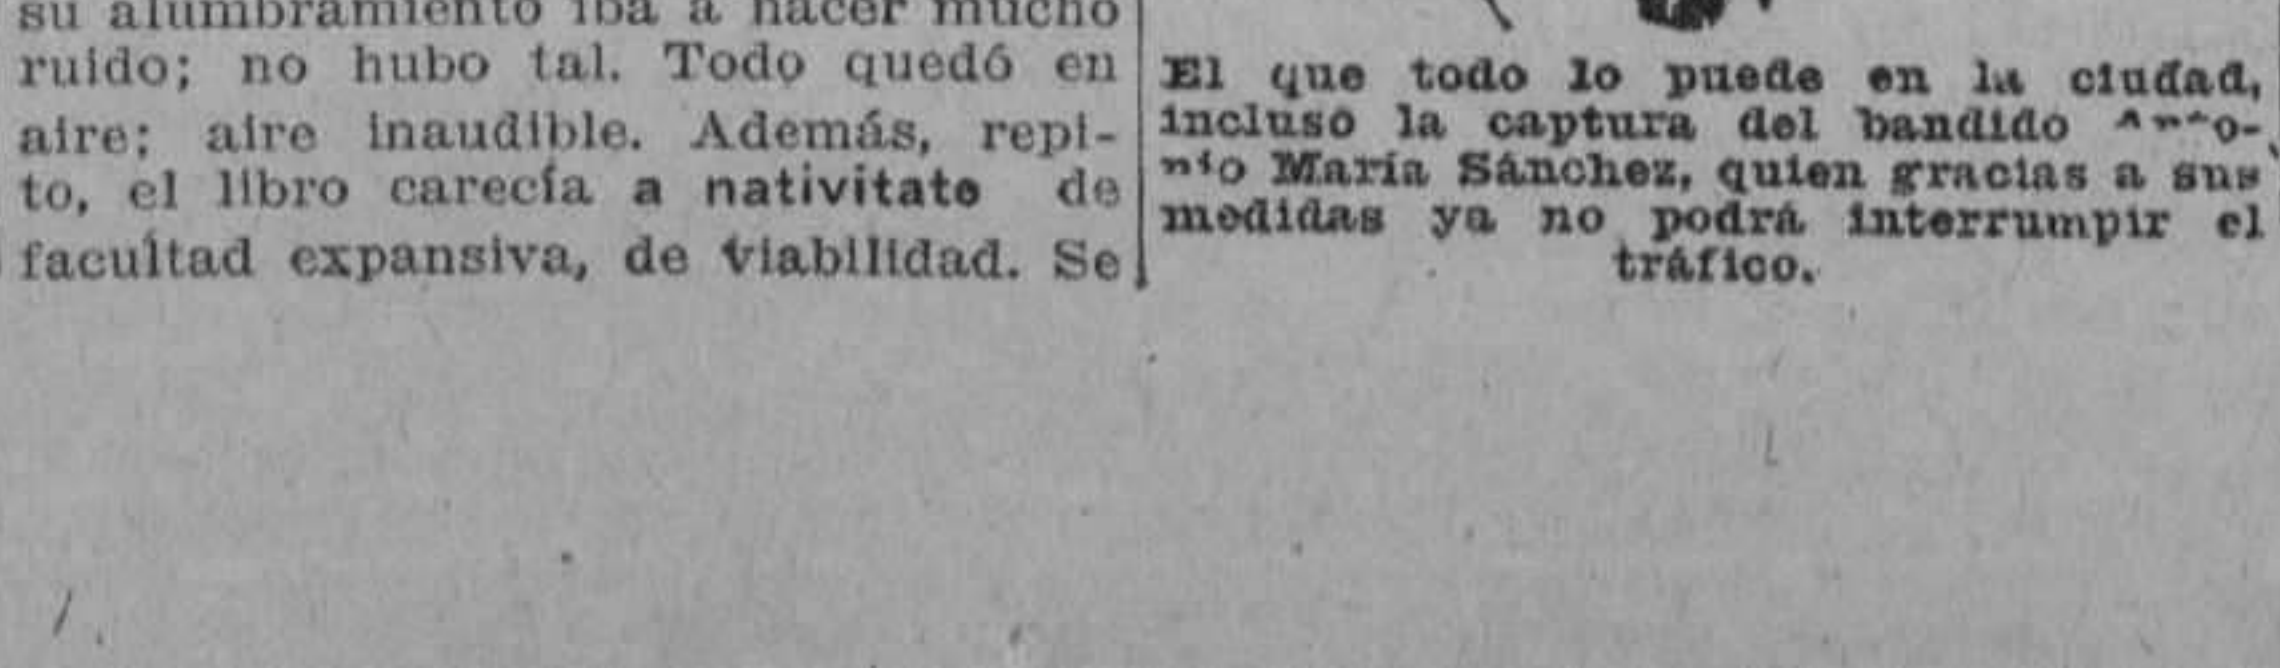 su alumbramiento iba a hacer mucho
ruido; no hubo tal. Todo quedó en
aire; aire inaudible. Además, repi-
to, el libro carecía a nativitate de
facultad expansiva, de viabilidad. Se
El que todo lo puede en la ciudad,
incluso la captura del bandido Anto-
nio María Sánchez, quien gracias a sus
medidas ya no podrá interrumpir el
tráfico.